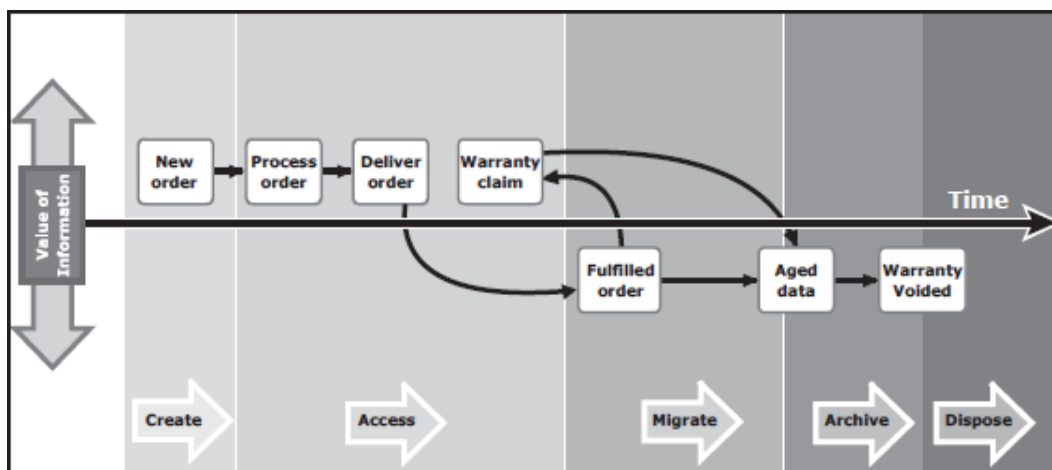 New
order
Process
order
Deliver
order
Warranty
claim
Value of
Information
Time
Fulfilled
order
Aged
data
Warranty
Voided
Create
Access
Migrate
Archive
Dispose